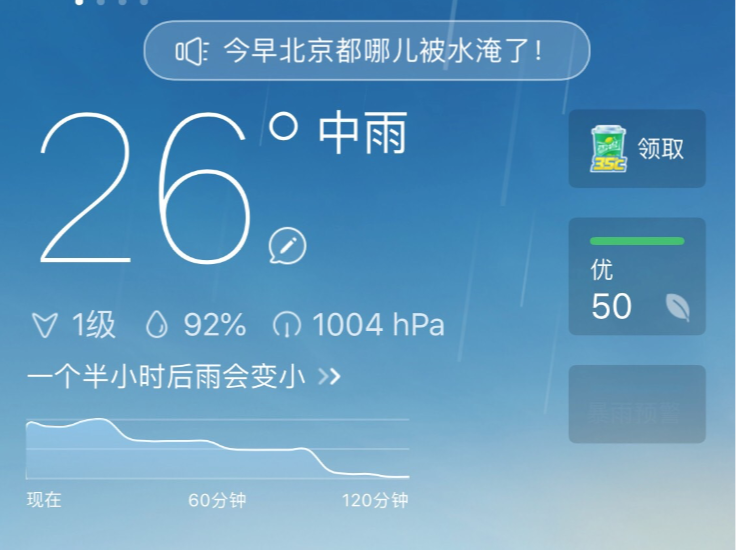 今早北京都哪儿被水淹了！
26°中雨
35c
领取
优
50
1级 92% 1004 hPa
一个半小时后雨会变小
现在 60分钟 120分钟